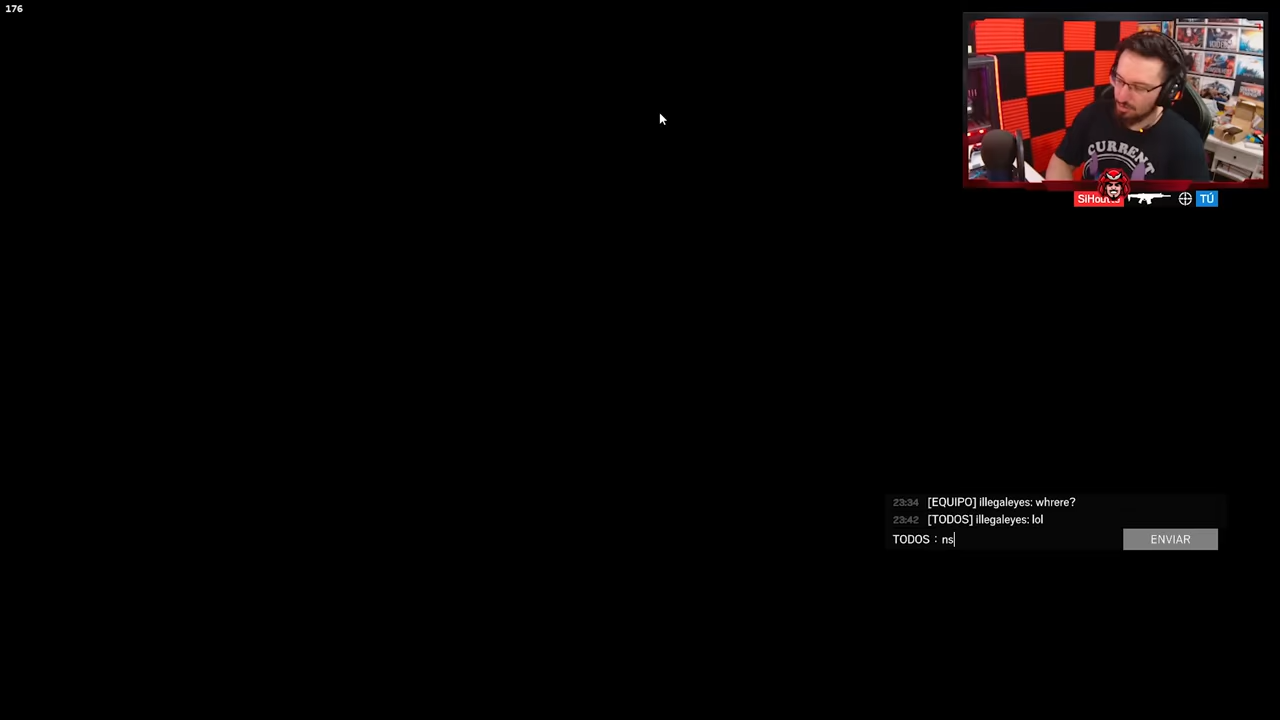 176
CURRENT
TÚ
23:34 [EQUIPO] illegaleyes: whrere?
23:42 [TODOS] illegaleyes: lol
TODOS : ns
ENVIAR